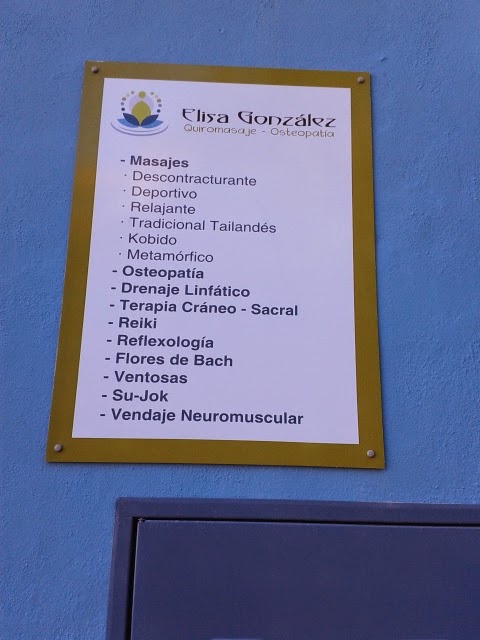 Elisa González
Quiromasaje - Osteopatía
- Masajes
· Descontracturante
· Deportivo
· Relajante
· Tradicional Tailandés
· Kobido
· Metamórfico
- Osteopatía
- Drenaje Linfático
- Terapia Cráneo - Sacral
- Reiki
- Reflexología
- Flores de Bach
- Ventosas
- Su-Jok
- Vendaje Neuromuscular